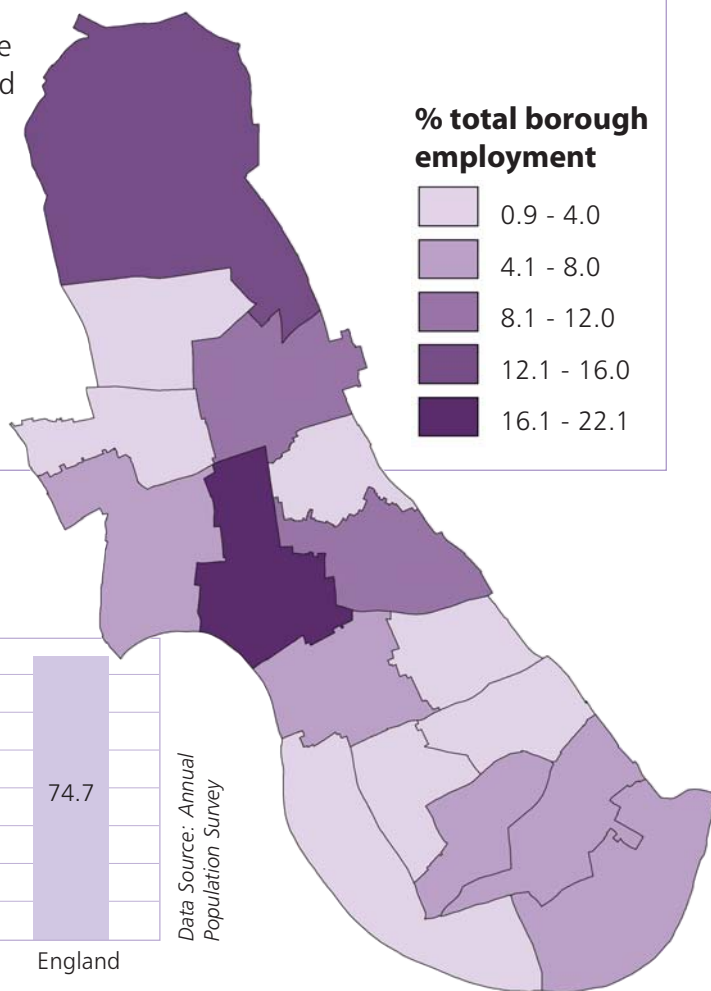 e
d
% total borough
employment
0.9 - 4.0
4.1 - 8.0
8.1 - 12.0
12.1 - 16.0
16.1 - 22.1
74.7
England
Data Source: Annual
Population Survey